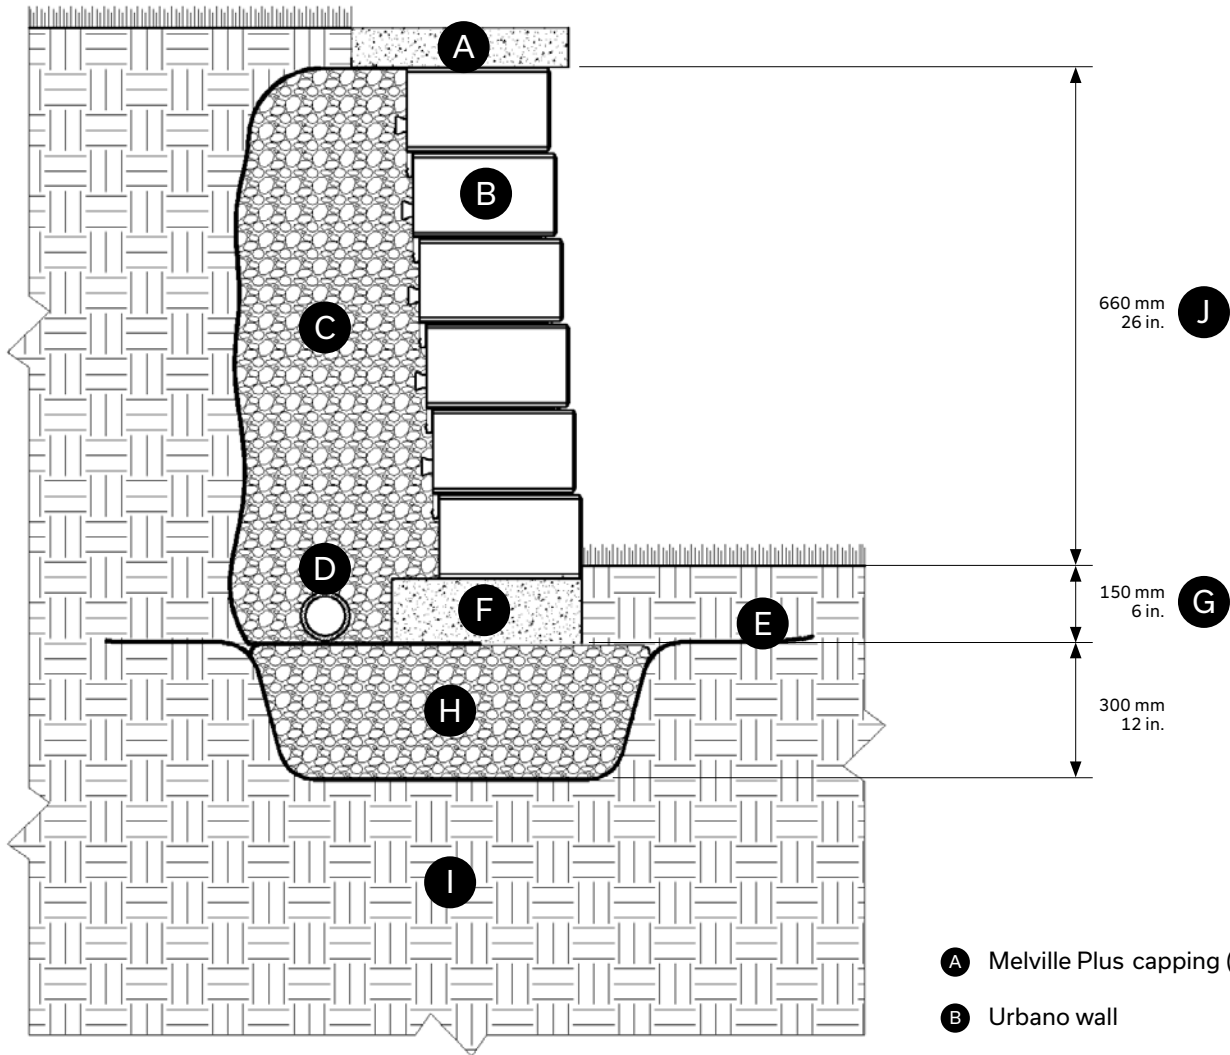 A
B
C
660 mm
26 in.
J
D
150 mm
6 in.
G
F
E
H
300 mm
12 in.
I
A Melville Plus capping (
B Urbano wall